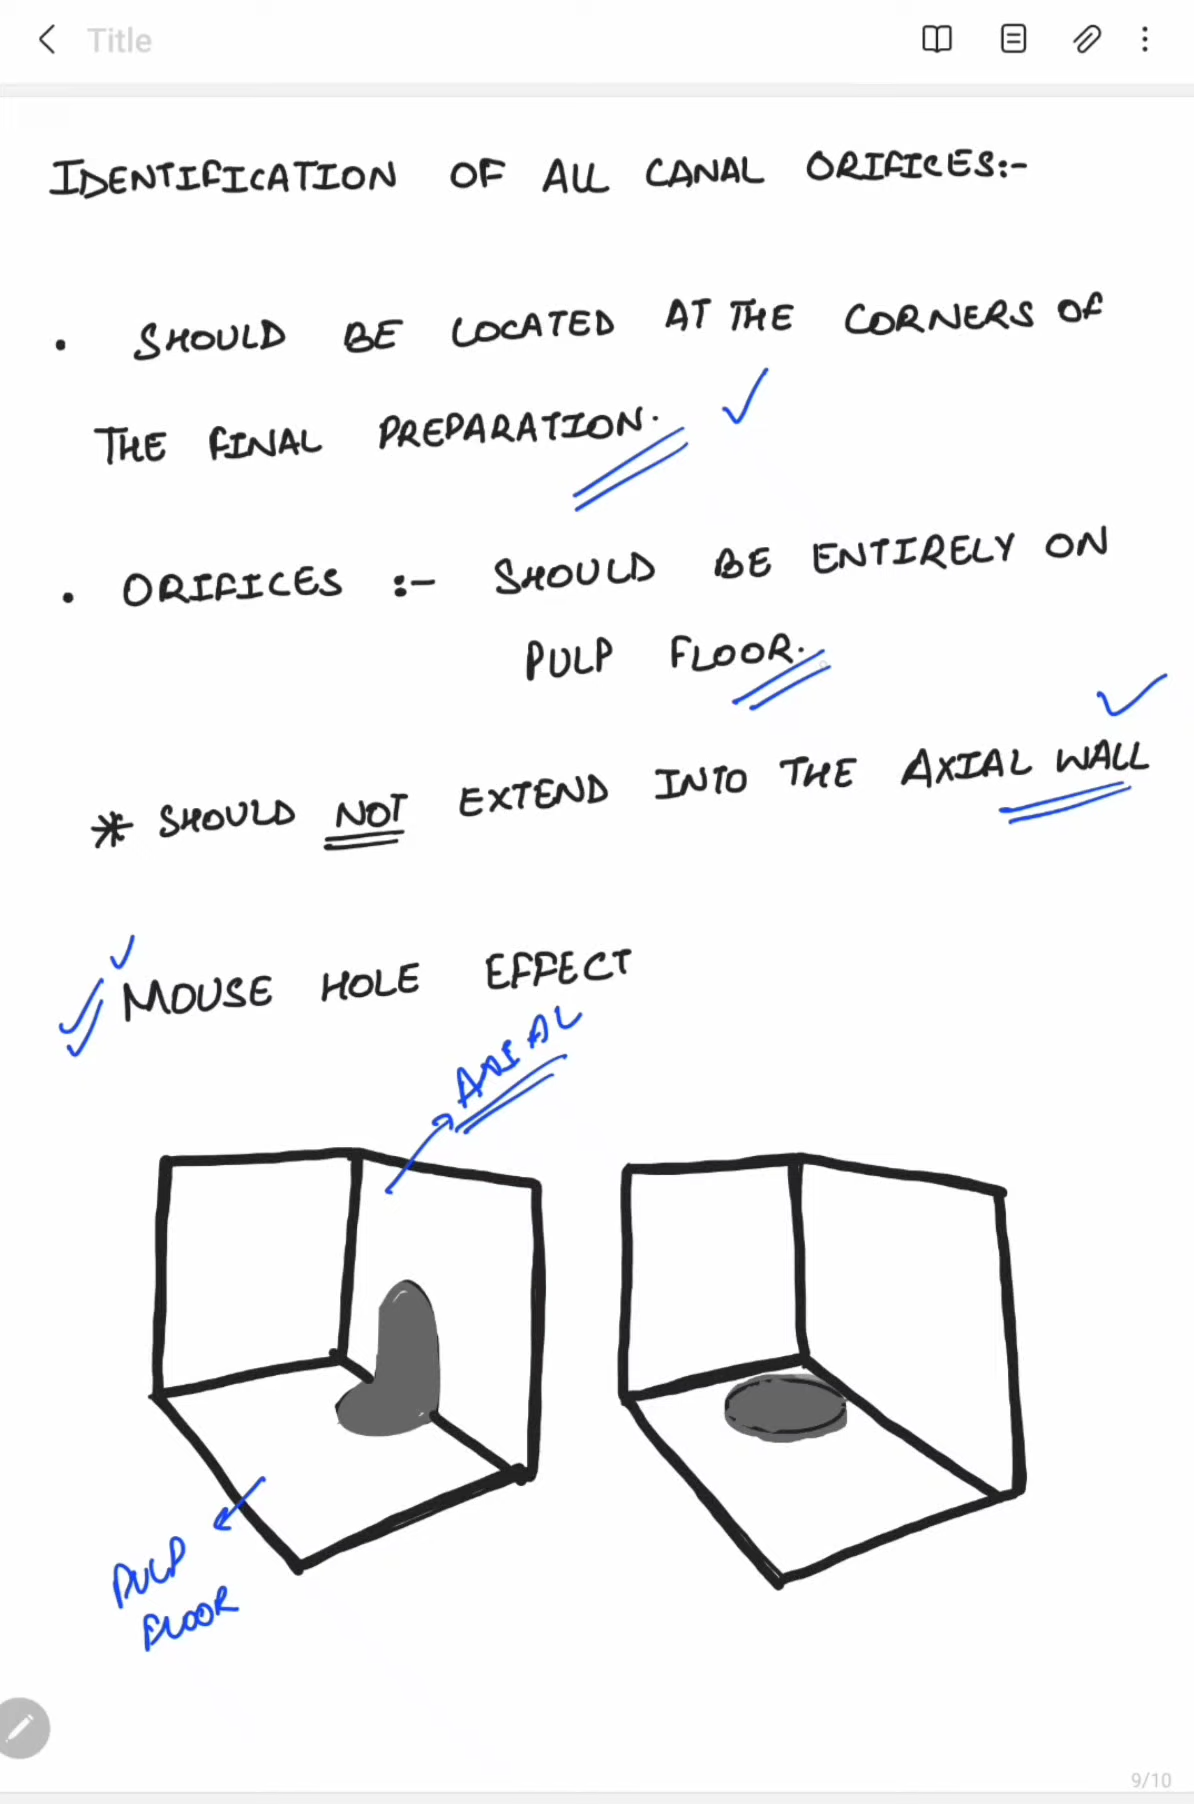 Title
IDENTIFICATION OF ALL CANAL ORIFICES:-
• SHOULD BE LOCATED AT THE CORNERS OF
THE FINAL PREPARATION.
• ORIFICES :- SHOULD BE ENTIRELY ON
PULP FLOOR.
* SHOULD NOT EXTEND INTO THE AXIAL WALL
MOUSE HOLE EFFECT
AXIAL
PULP
FLOOR
9/10